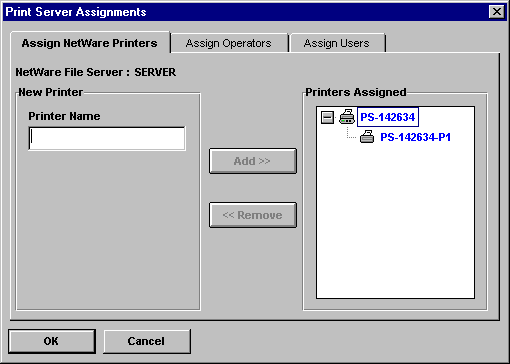 Print Server Assignments
Assign NetWare Printers
Assign Operators
Assign Users
NetWare File Server : SERVER
New Printer
Printer Name
Add >>
<< Remove
Printers Assigned
PS-142634
PS-142634-P1
OK
Cancel